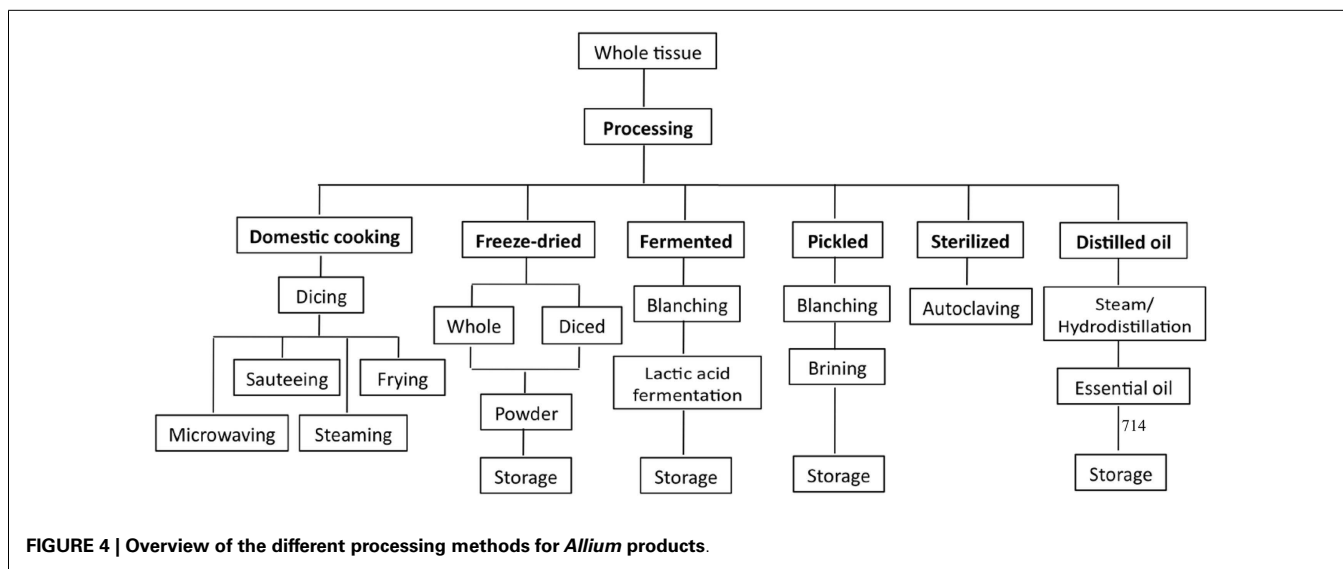 Whole tissue
Processing
Domestic cooking
Freeze-dried
Fermented
Pickled
Sterilized
Distilled oil
Dicing
Blanching
Blanching
Autoclaving
Steam/
Hydrodistillation
Whole
Diced
Sauteeing
Frying
Lactic acid
fermentation
Brining
Essential oil
Microwaving
Steaming
Powder
714
Storage
Storage
Storage
Storage
FIGURE 4 | Overview of the different processing methods for Allium products.